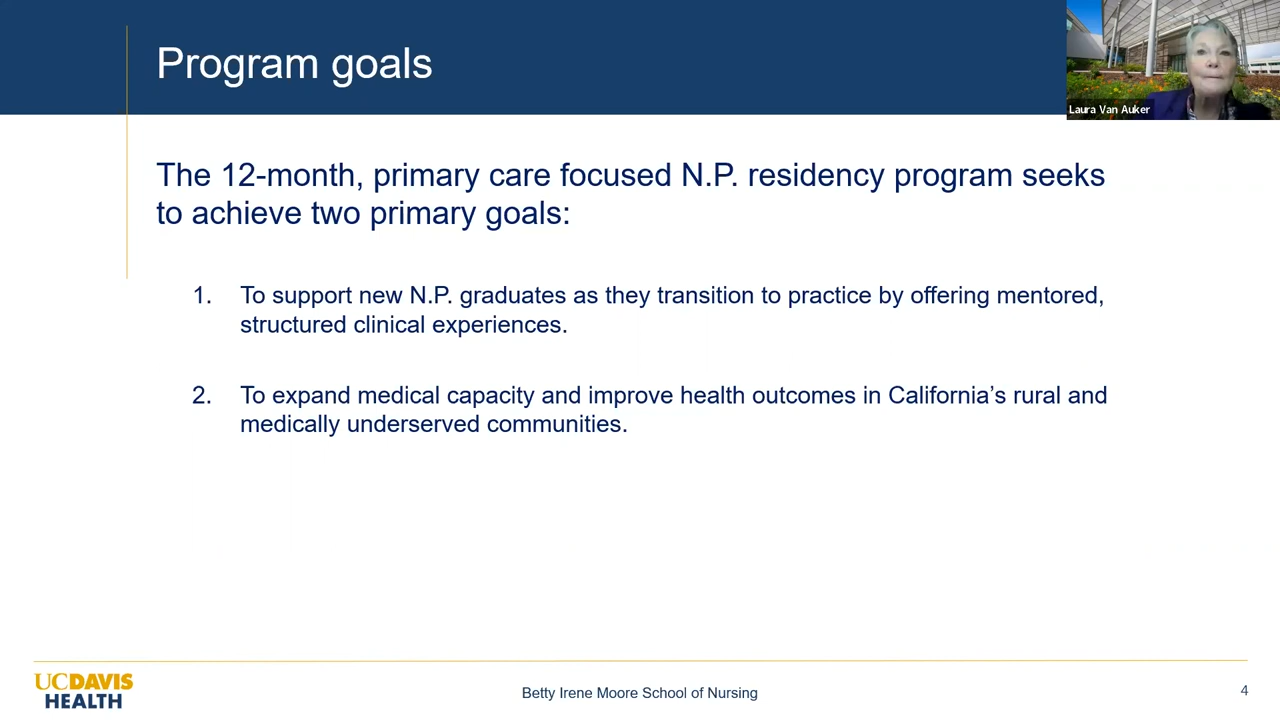 Program goals
Laura Van Auker
The 12-month, primary care focused N.P. residency program seeks
to achieve two primary goals:
1. To support new N.P. graduates as they transition to practice by offering mentored,
structured clinical experiences.
2. To expand medical capacity and improve health outcomes in California’s rural and
medically underserved communities.
UCDAVIS
HEALTH
Betty Irene Moore School of Nursing
4